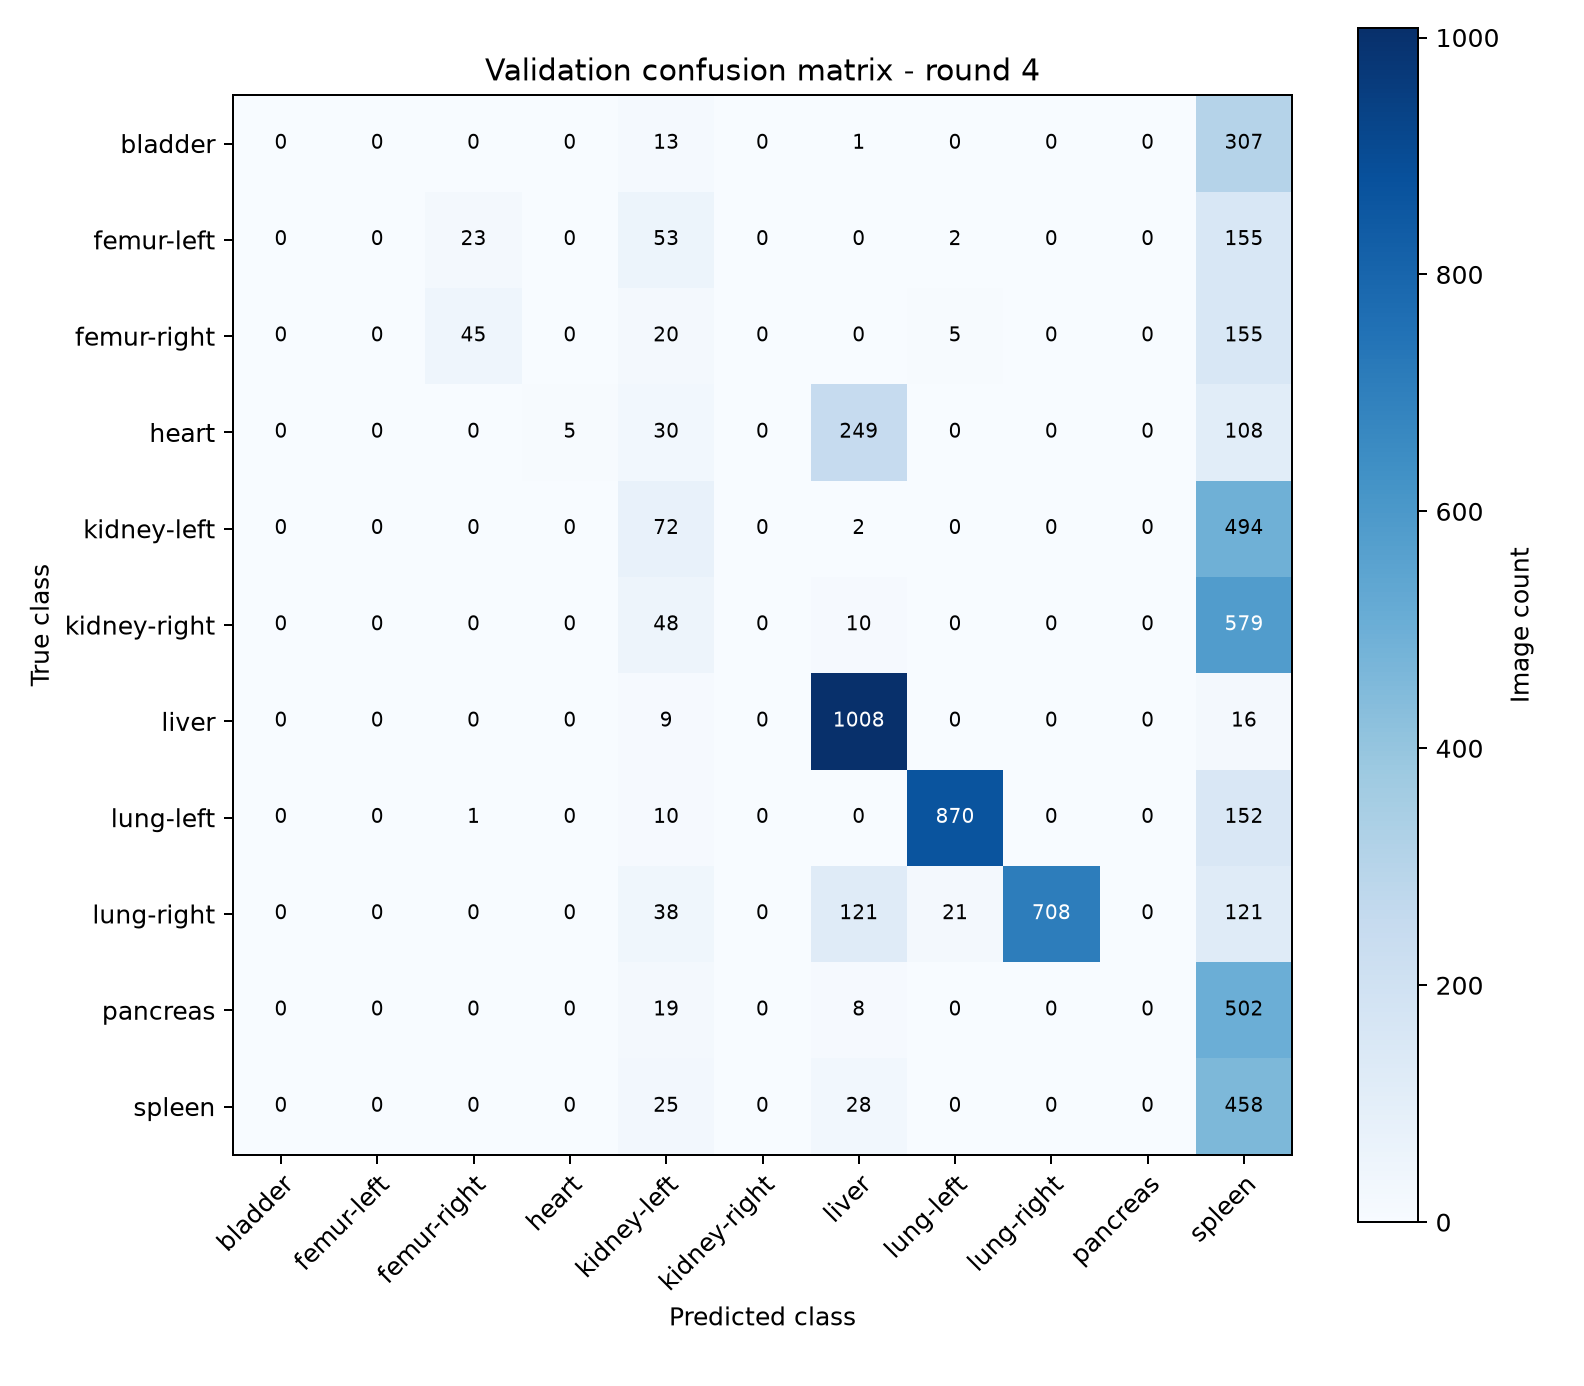 Validation confusion matrix - round 4
True class
bladder 0 0 0 0 13 0 1 0 0 0 307
femur-left 0 0 23 0 53 0 0 2 0 0 155
femur-right 0 0 45 0 20 0 0 5 0 0 155
heart 0 0 0 5 30 0 249 0 0 0 108
kidney-left 0 0 0 0 72 0 2 0 0 0 494
kidney-right 0 0 0 0 48 0 10 0 0 0 579
liver 0 0 0 0 9 0 1008 0 0 0 16
lung-left 0 0 1 0 10 0 0 870 0 0 152
lung-right 0 0 0 0 38 0 121 21 708 0 121
pancreas 0 0 0 0 19 0 8 0 0 0 502
spleen 0 0 0 0 25 0 28 0 0 0 458
bladder femur-left femur-right heart kidney-left kidney-right liver lung-left lung-right pancreas spleen
Predicted class
1000
800
600
400
200
0
Image count